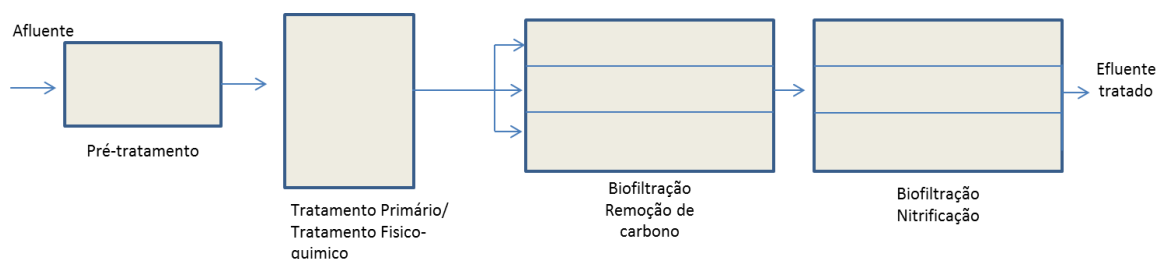 Afluente
Pré-tratamento
Tratamento Primário/
Tratamento Fisico-
quimico
Biofiltração
Remoção de
carbono
Biofiltração
Nitrificação
Efluente
tratado